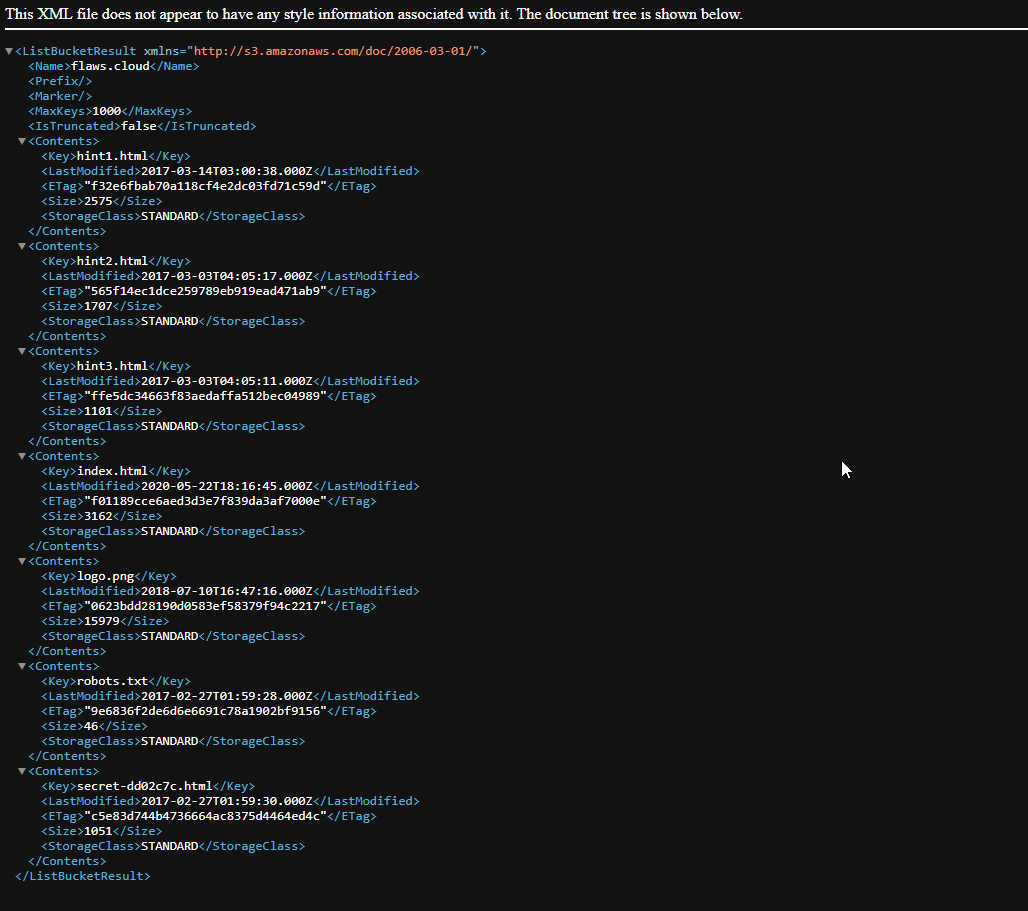 This XML file does not appear to have any style information associated with it. The document tree is shown below.
▼<ListBucketResult xmlns="http://s3.amazonaws.com/doc/2006-03-01/">
<Name>flaws.cloud</Name>
<Prefix/>
<Marker/>
<MaxKeys>1000</MaxKeys>
<IsTruncated>false</IsTruncated>
▼<Contents>
<Key>hint1.html</Key>
<LastModified>2017-03-14T03:00:38.000Z</LastModified>
<ETag>"f32e6fbab70a118cf4e2dc03fd71c59d"</ETag>
<Size>2575</Size>
<StorageClass>STANDARD</StorageClass>
</Contents>
▼<Contents>
<Key>hint2.html</Key>
<LastModified>2017-03-03T04:05:17.000Z</LastModified>
<ETag>"565f14ec1dce259789eb919ead471ab9"</ETag>
<Size>1707</Size>
<StorageClass>STANDARD</StorageClass>
</Contents>
▼<Contents>
<Key>hint3.html</Key>
<LastModified>2017-03-03T04:05:11.000Z</LastModified>
<ETag>"ffe5dc34663f83aedaffa512bec04989"</ETag>
<Size>1101</Size>
<StorageClass>STANDARD</StorageClass>
</Contents>
▼<Contents>
<Key>index.html</Key>
<LastModified>2020-05-22T18:16:45.000Z</LastModified>
<ETag>"f01189cce6aed3d3e7f839da3af7000e"</ETag>
<Size>3162</Size>
<StorageClass>STANDARD</StorageClass>
</Contents>
▼<Contents>
<Key>logo.png</Key>
<LastModified>2018-07-10T16:47:16.000Z</LastModified>
<ETag>"0623bdd28190d0583ef58379f94c2217"</ETag>
<Size>15979</Size>
<StorageClass>STANDARD</StorageClass>
</Contents>
▼<Contents>
<Key>robots.txt</Key>
<LastModified>2017-02-27T01:59:28.000Z</LastModified>
<ETag>"9e6836f2de6d6e6691c78a1902bf9156"</ETag>
<Size>46</Size>
<StorageClass>STANDARD</StorageClass>
</Contents>
▼<Contents>
<Key>secret-dd02c7c.html</Key>
<LastModified>2017-02-27T01:59:30.000Z</LastModified>
<ETag>"c5e83d744b4736664ac8375d4464ed4c"</ETag>
<Size>1051</Size>
<StorageClass>STANDARD</StorageClass>
</Contents>
</ListBucketResult>